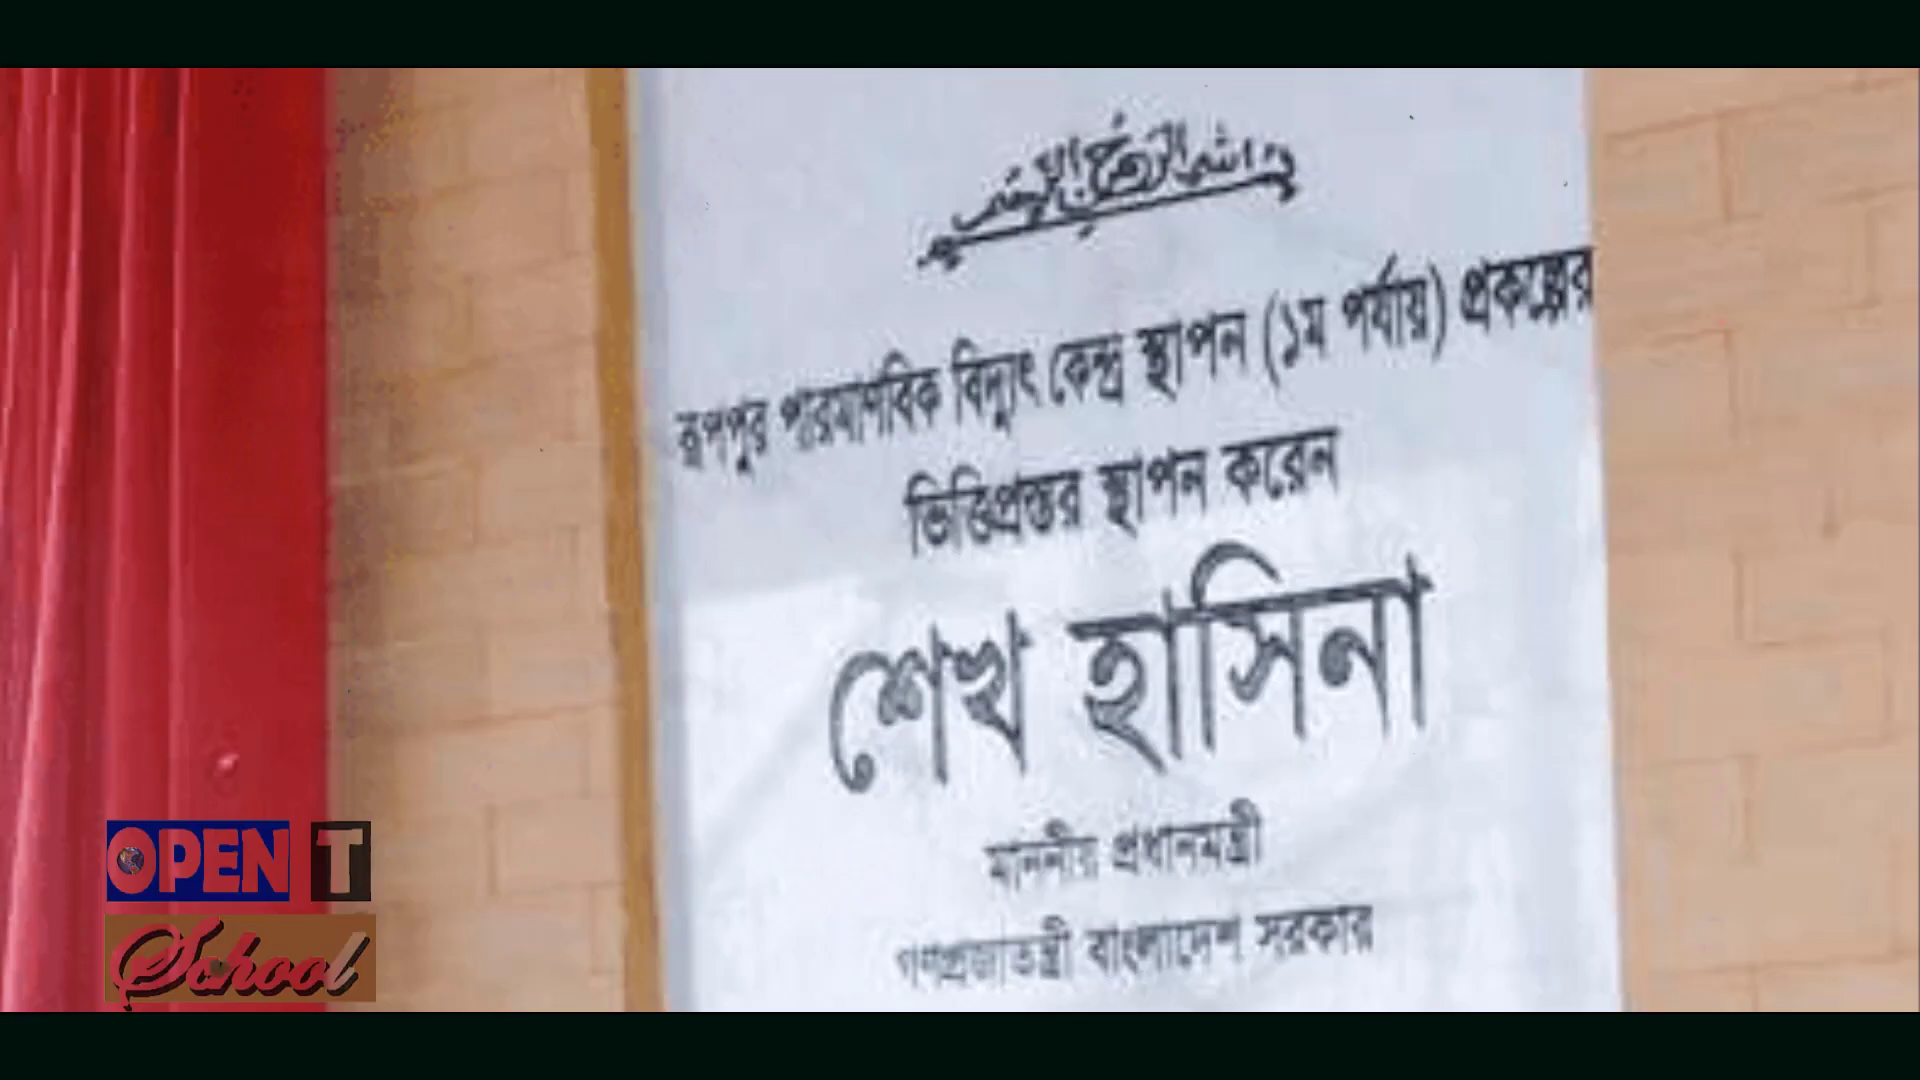 بسم الله الرحمن الرحيم
রূপপুর পারমাণবিক বিদ্যুৎ কেন্দ্র স্থাপন (১ম পর্যায়) প্রকল্পের
ভিত্তিপ্রস্তর স্থাপন করেন
শেখ হাসিনা
মাননীয় প্রধানমন্ত্রী
গণপ্রজাতন্ত্রী বাংলাদেশ সরকার
OPEN T
School